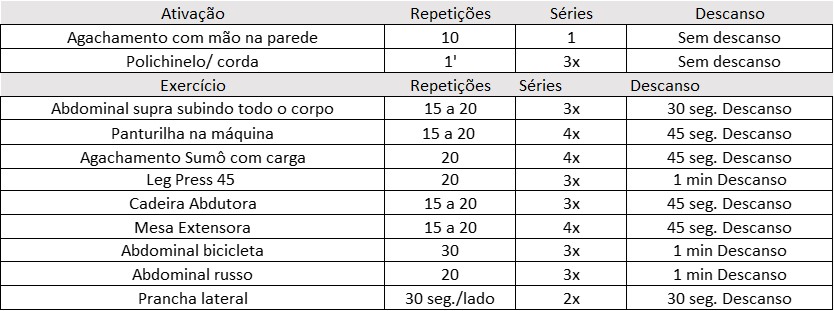 Ativação Repetições Séries Descanso
Agachamento com mão na parede 10 1 Sem descanso
Polichinelo/ corda 1' 3x Sem descanso
Exercício Repetições Séries Descanso
Abdominal supra subindo todo o corpo 15 a 20 3x 30 seg. Descanso
Panturilha na máquina 15 a 20 4x 45 seg. Descanso
Agachamento Sumô com carga 20 4x 45 seg. Descanso
Leg Press 45 20 3x 1 min Descanso
Cadeira Abdutora 15 a 20 3x 45 seg. Descanso
Mesa Extensora 15 a 20 4x 45 seg. Descanso
Abdominal bicicleta 30 3x 1 min Descanso
Abdominal russo 20 3x 1 min Descanso
Prancha lateral 30 seg./lado 2x 30 seg. Descanso